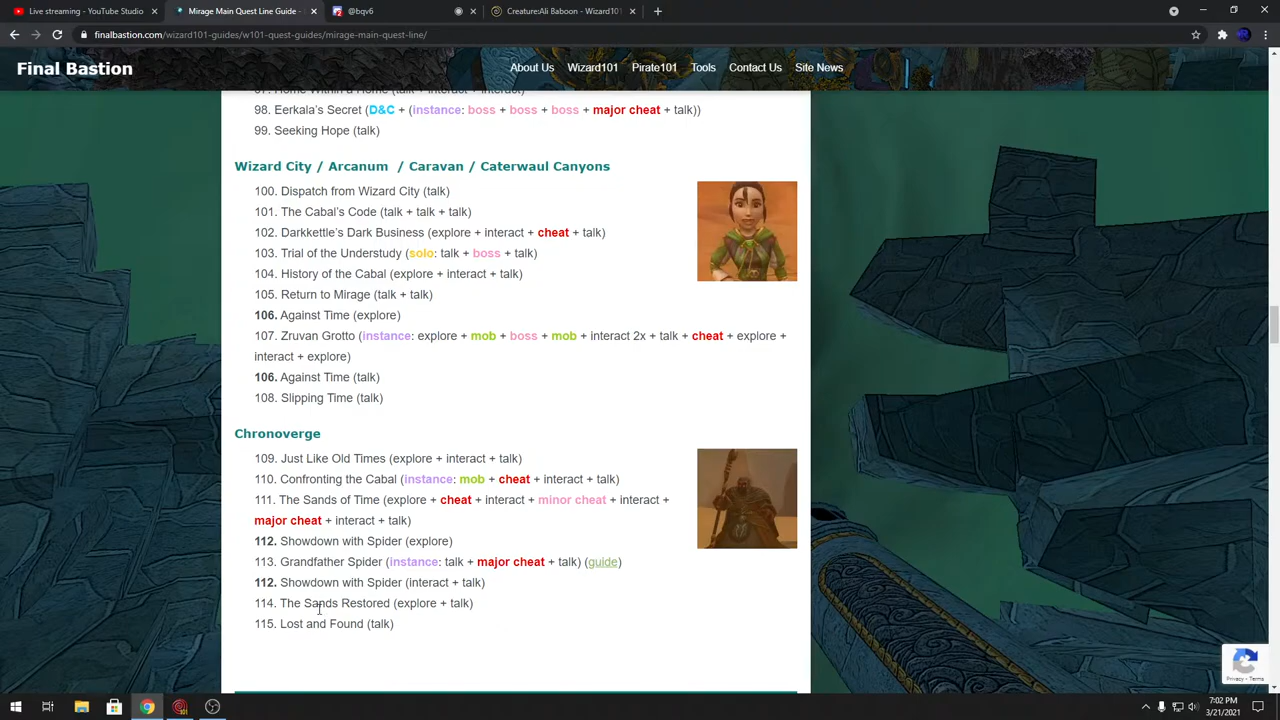 Live streaming - YouTube
Mirage Main Quest Line - Wizard1
@bqv6
Creature:Ali Baboon - Wizard101
finalbastion.com/wizard101-guides/w101-quest-guides/mirage-main-quest-line/
Final Bastion
About Us Wizard101 Pirate101 Tools Contact Us Site News
97. Home Within a Home (talk + interact + interact)
98. Eerkala's Secret (D&C + (instance: boss + boss + boss + major cheat + talk))
99. Seeking Hope (talk)
Wizard City / Arcanum / Caravan / Caterwaul Canyons
100. Dispatch from Wizard City (talk)
101. The Cabal's Code (talk + talk + talk)
102. Darkkettle's Dark Business (explore + interact + cheat + talk)
103. Trial of the Understudy (solo: talk + boss + talk)
104. History of the Cabal (explore + interact + talk)
105. Return to Mirage (talk + talk)
106. Against Time (explore)
107. Zruvan Grotto (instance: explore + mob + boss + mob + interact 2x + talk + cheat + explore +
interact + explore)
106. Against Time (talk)
108. Slipping Time (talk)
Chronoverge
109. Just Like Old Times (explore + interact + talk)
110. Confronting the Cabal (instance: mob + cheat + interact + talk)
111. The Sands of Time (explore + cheat + interact + minor cheat + interact +
major cheat + interact + talk)
112. Showdown with Spider (explore)
113. Grandfather Spider (instance: talk + major cheat + talk) (guide)
112. Showdown with Spider (interact + talk)
114. The Sands Restored (explore + talk)
115. Lost and Found (talk)
Privacy - Terms
7:02 PM
3/21/2021